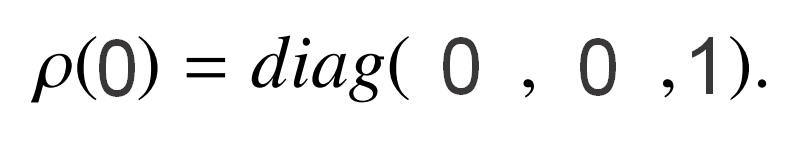 ρ(0) = diag( 0 , 0 ,1).